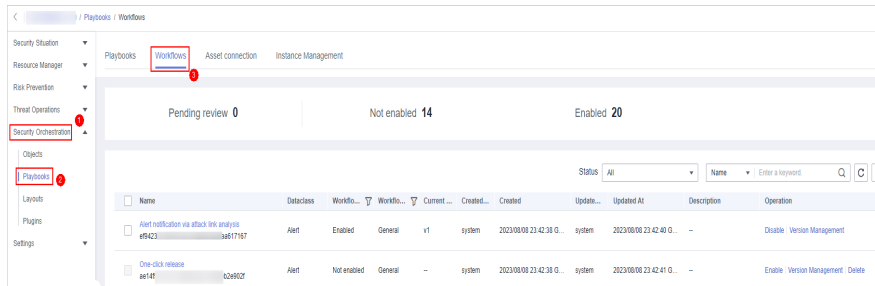 / Playbooks / Workflows
Security Situation
Resource Manager
Risk Prevention
Threat Operations
1
Security Orchestration
Objects
Playbooks
2
Layouts
Plugins
Settings
Playbooks Workflows Asset connection Instance Management
3
Pending review 0 Not enabled 14 Enabled 20
Status All Name Enter a keyword. C
Name Dataclass Workflo... Workflo... Current ... Created... Created Update... Updated At Description Operation
Alert notification via attack link analysis
ef9423 aa617167
Alert Enabled General v1 system 2023/08/08 23:42:38 G... system 2023/08/08 23:42:40 G... -- Disable | Version Management
One-click release
ae14f b2e902f
Alert Not enabled General -- system 2023/08/08 23:42:38 G... system 2023/08/08 23:42:41 G... -- Enable | Version Management | Delete